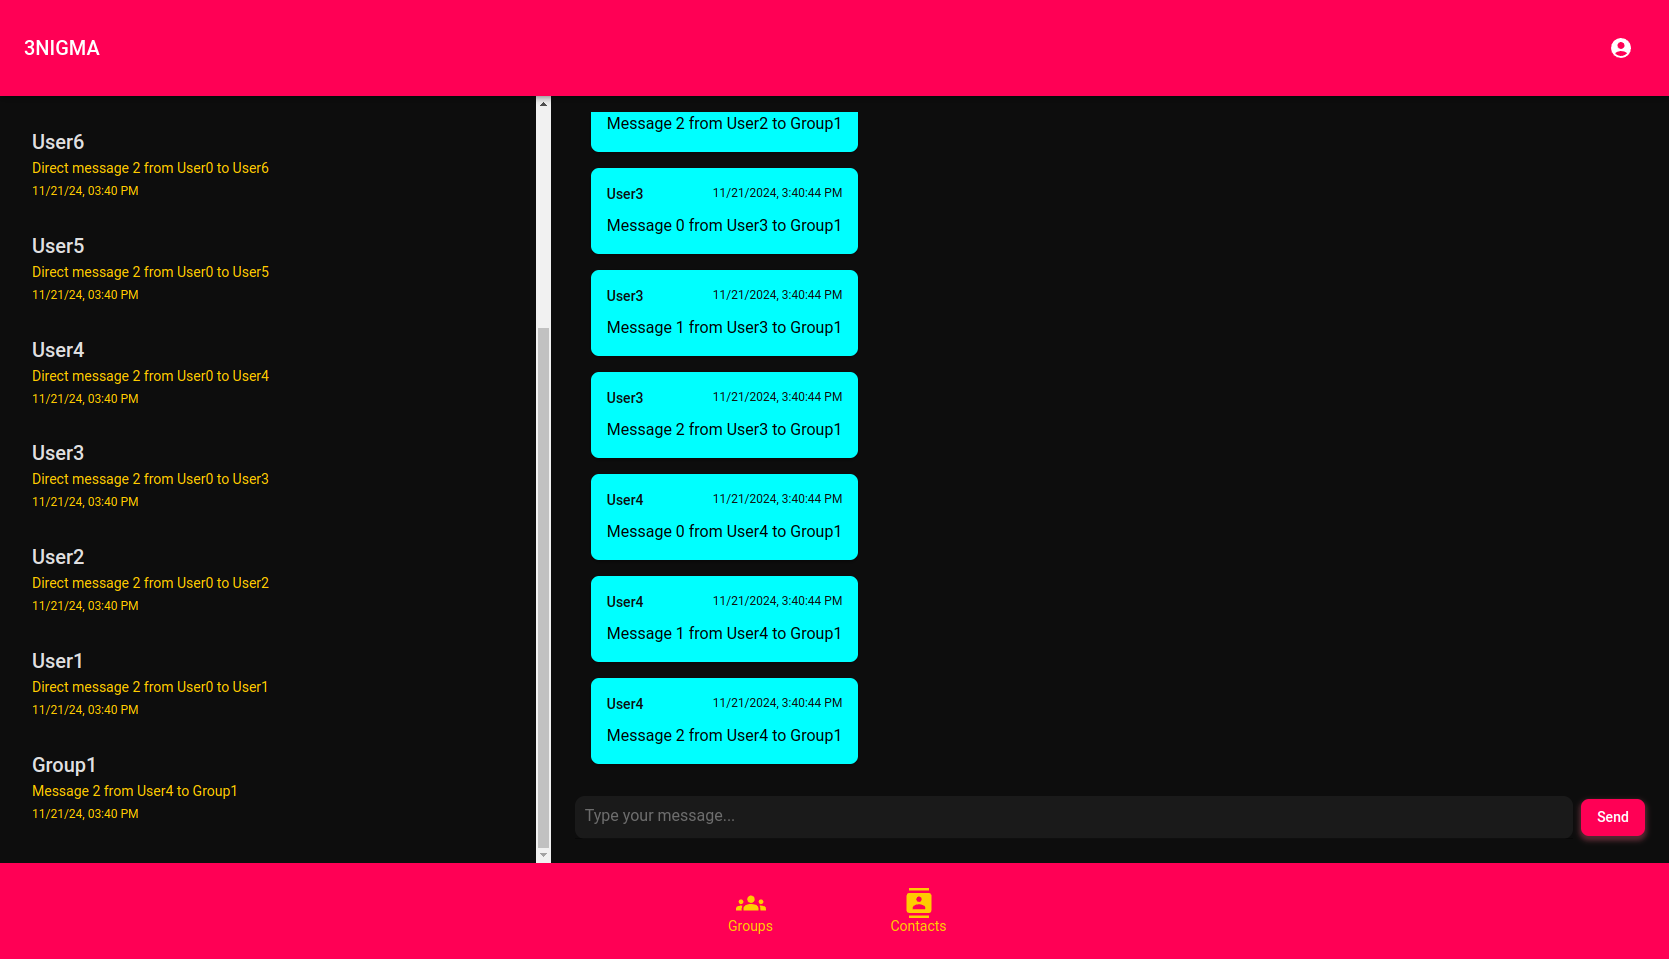 3NIGMA
User6
Direct message 2 from User0 to User6
11/21/24, 03:40 PM
User5
Direct message 2 from User0 to User5
11/21/24, 03:40 PM
User4
Direct message 2 from User0 to User4
11/21/24, 03:40 PM
User3
Direct message 2 from User0 to User3
11/21/24, 03:40 PM
User2
Direct message 2 from User0 to User2
11/21/24, 03:40 PM
User1
Direct message 2 from User0 to User1
11/21/24, 03:40 PM
Group1
Message 2 from User4 to Group1
11/21/24, 03:40 PM
Message 2 from User2 to Group1
User3 11/21/2024, 3:40:44 PM
Message 0 from User3 to Group1
User3 11/21/2024, 3:40:44 PM
Message 1 from User3 to Group1
User3 11/21/2024, 3:40:44 PM
Message 2 from User3 to Group1
User4 11/21/2024, 3:40:44 PM
Message 0 from User4 to Group1
User4 11/21/2024, 3:40:44 PM
Message 1 from User4 to Group1
User4 11/21/2024, 3:40:44 PM
Message 2 from User4 to Group1
Type your message... Send
Groups Contacts